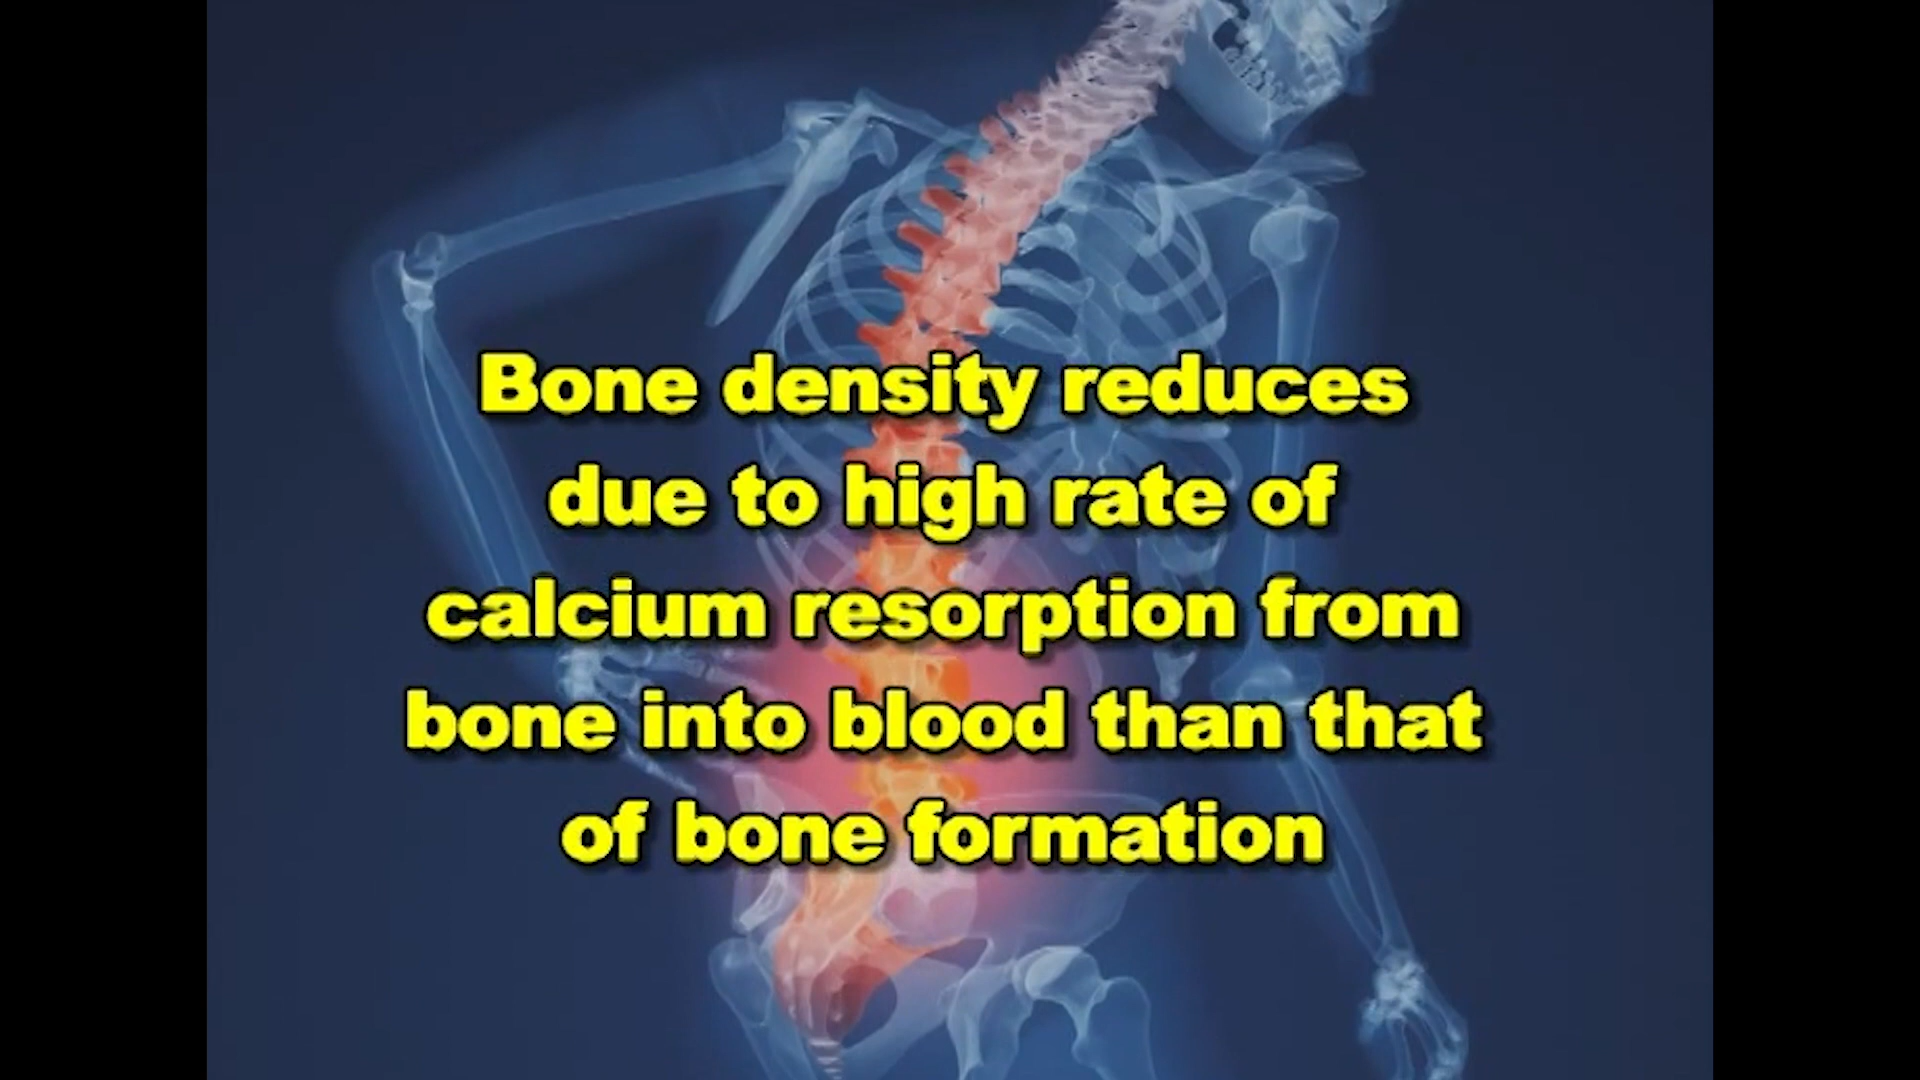 Bone density reduces
due to high rate of
calcium resorption from
bone into blood than that
of bone formation